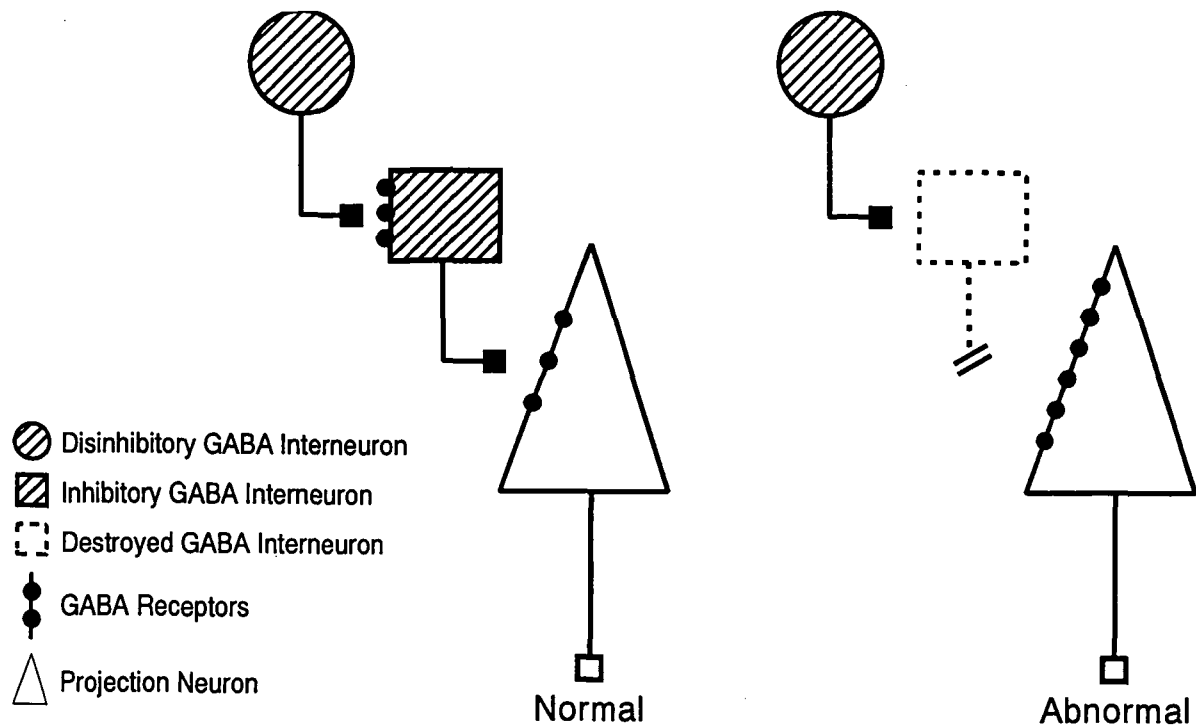 Disinhibitory GABA Interneuron
Inhibitory GABA Interneuron
Destroyed GABA Interneuron
GABA Receptors
Projection Neuron
Normal
Abnormal